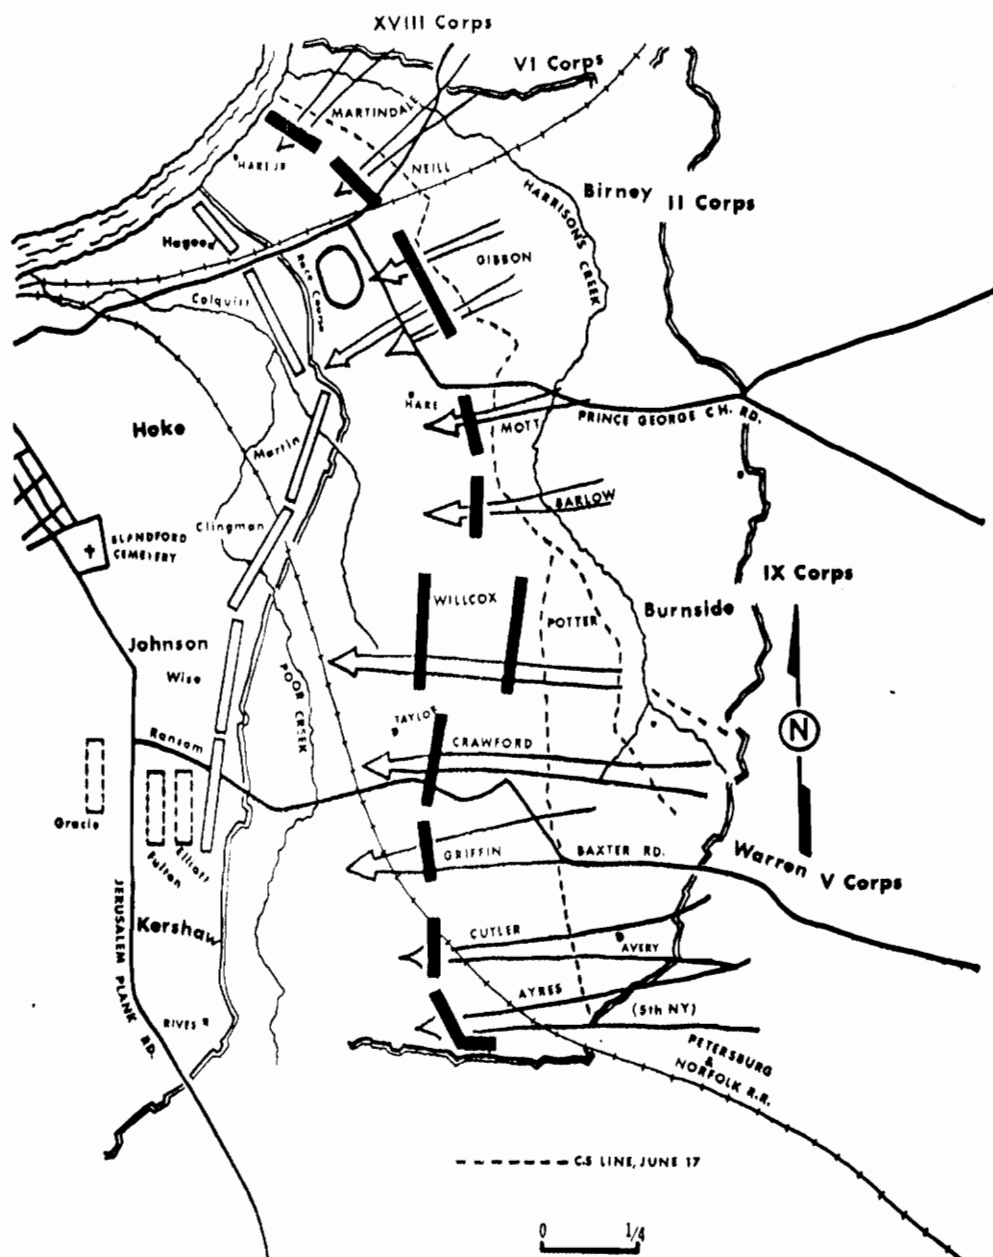 XVIII Corps
VI Corps
MARTINDALE
HARE JR
NEILL
HARRISON'S CREEK
Birney
II Corps
Hagood
Race Course
GIBBON
Colquitt
HARE
MOTT
PRINCE GEORGE C.H. RD.
Hoke
Martin
BARLOW
Clingman
BLANDFORD
CEMETERY
IX Corps
WILLCOX
Burnside
POTTER
Johnson
Wise
POOR CREEK
TAYLOR
N
Ransom
CRAWFORD
Gracie
Fulton
Elliott
GRIFFIN
BAXTER RD.
Warren
V Corps
JERUSALEM PLANK RD.
Kershaw
CUTLER
AVERY
AYRES
(5th NY)
RIVES
PETERSBURG
&
NORFOLK R.R.
C.S LINE, JUNE 17
0 1/4